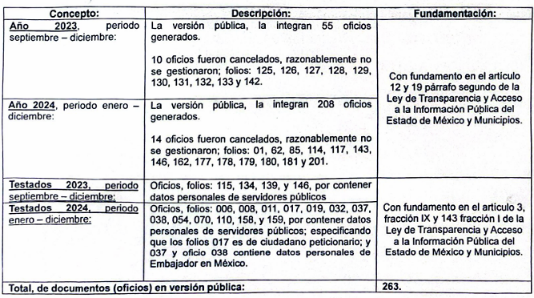 Concepto:
Descripción:
Fundamentación:
Año 2023, periodo
septiembre – diciembre:
La versión pública, la integran 55 oficios
generados.
10 oficios fueron cancelados, razonablemente no
se gestionaron; folios: 125, 126, 127, 128, 129,
130, 131, 132, 133 y 142.
Año 2024, periodo enero –
diciembre:
La versión pública, la integran 208 oficios
generados.
14 oficios fueron cancelados, razonablemente no
se gestionaron; folios: 01, 62, 85, 114, 117, 143,
146, 162, 177, 178, 179, 180, 181 y 201.
Con fundamento en el artículo
12 y 19 párrafo segundo de la
Ley de Transparencia y Acceso
a la Información Pública del
Estado de México y Municipios.
Testados 2023, periodo
septiembre – diciembre:
Oficios, folios: 115, 134, 139, y 146, por contener
datos personales de servidores públicos
Testados 2024, periodo
enero – diciembre:
Oficios, folios: 006, 008, 011, 017, 019, 032, 037,
038, 054, 070, 110, 158 y 159, por contener datos
personales de servidores públicos; especificando
que los folios 017 es de ciudadano peticionario; y
037 y oficio 038 contiene datos personales de
Embajador en México.
Con fundamento en el artículo 3,
fracción IX y 143 fracción I de la
Ley de Transparencia y Acceso
a la Información Pública del
Estado de México y Municipios.
Total, de documentos (oficios) en versión pública:
263.